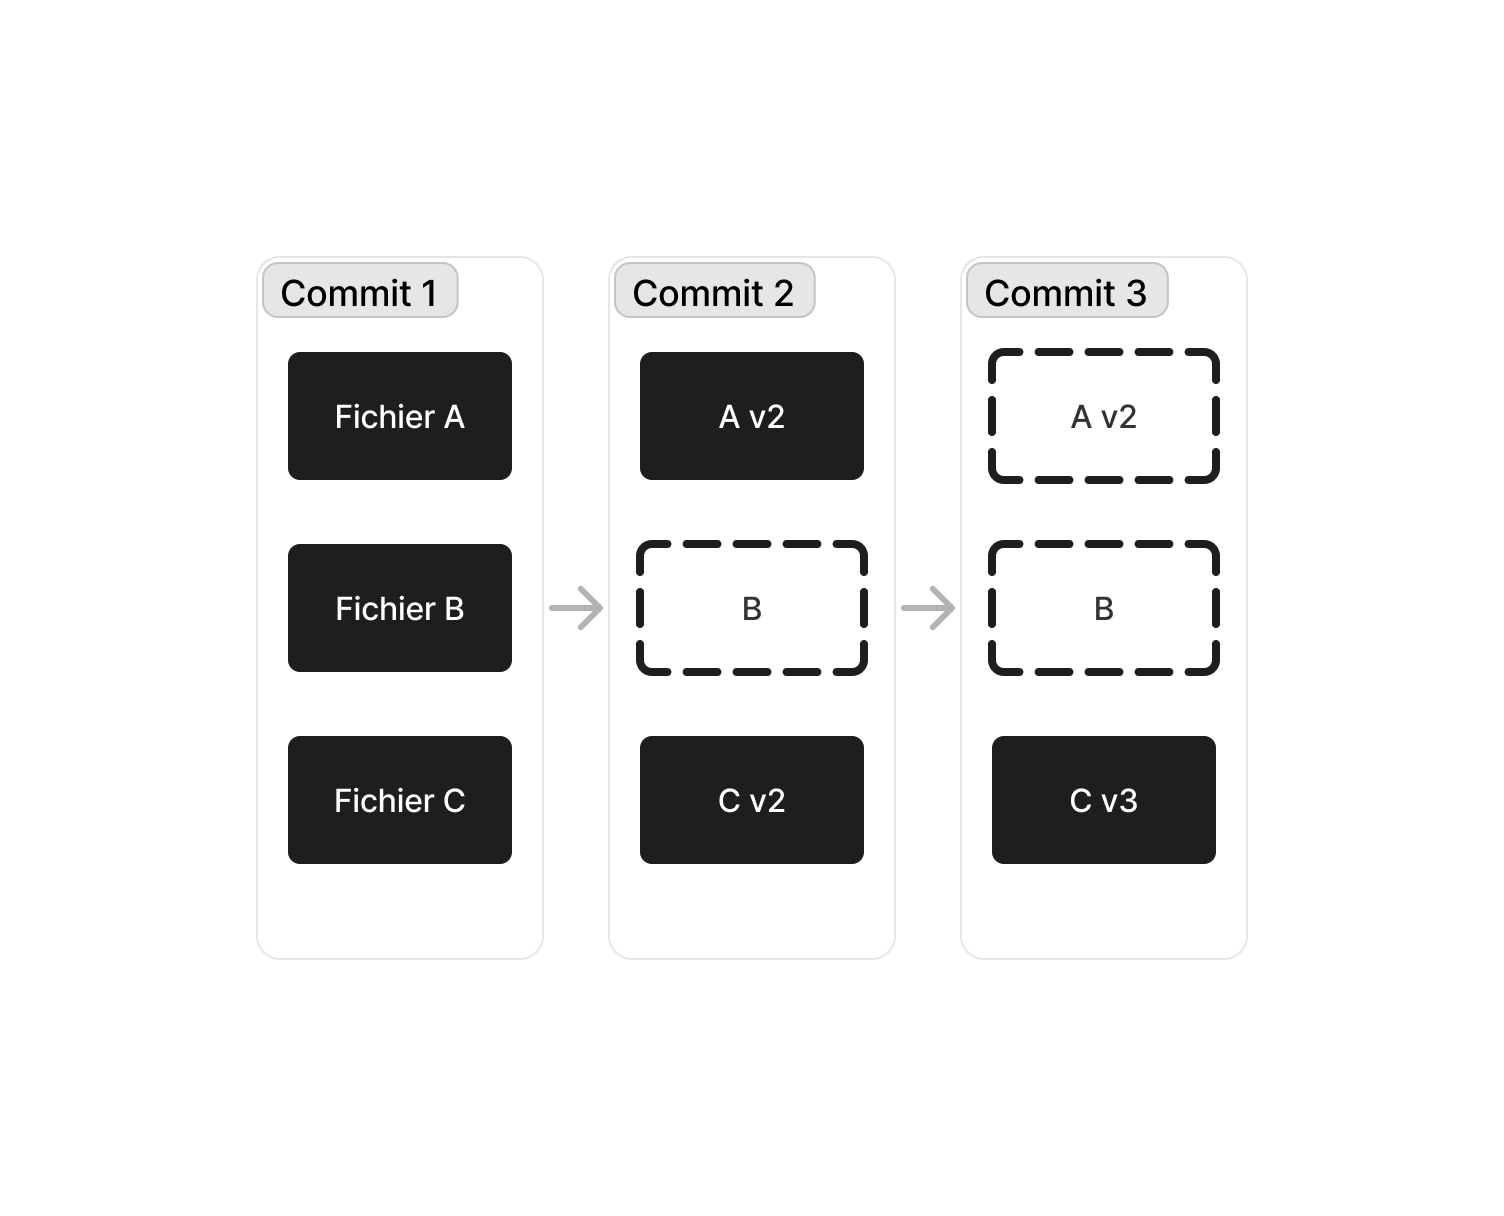 Commit 1
Fichier A
Fichier B
Fichier C
Commit 2
A v2
B
C v2
Commit 3
A v2
B
C v3